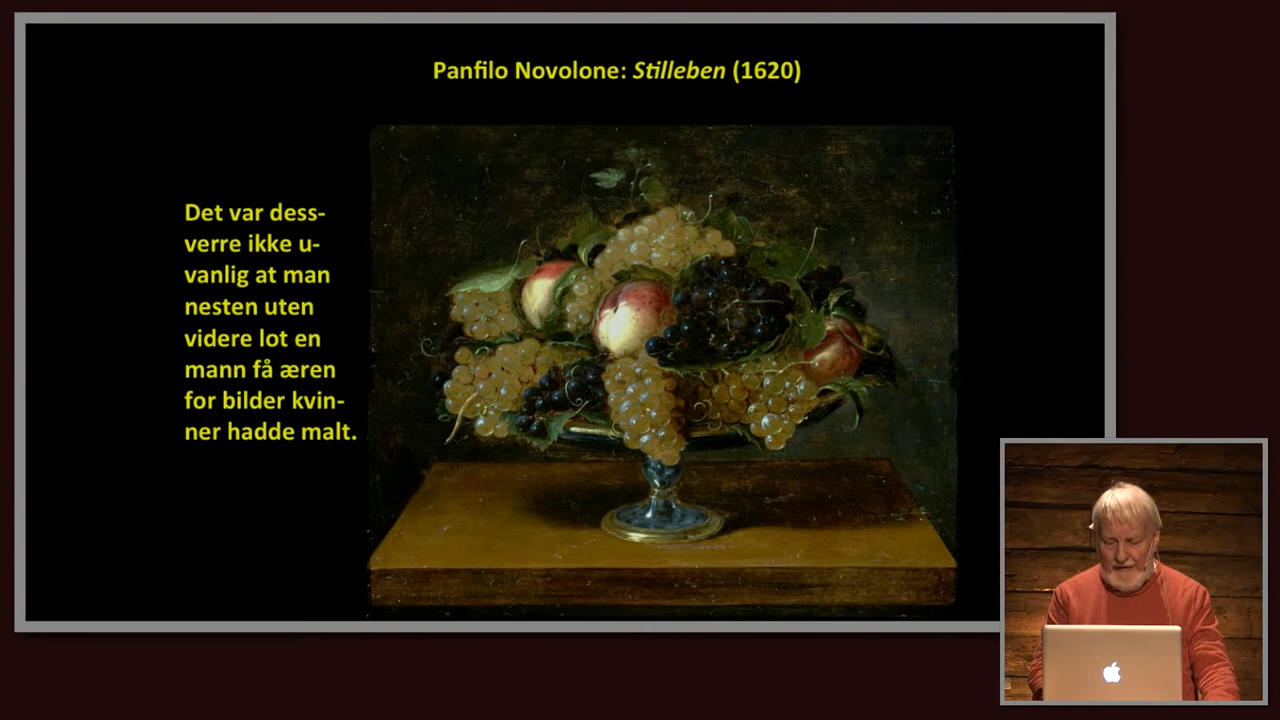 Panfilo Novolone: Stilleben (1620)
Det var dess-
verre ikke u-
vanlig at man
nesten uten
videre lot en
mann få æren
for bilder kvin-
ner hadde malt.